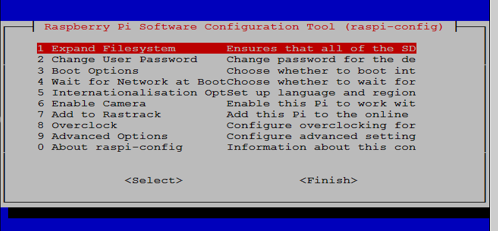 Raspberry Pi Software Configuration Tool (raspi-config)
1 Expand Filesystem Ensures that all of the SD
2 Change User Password Change password for the de
3 Boot Options Choose whether to boot int
4 Wait for Network at BootChoose whether to wait for
5 Internationalisation OptSet up language and region
6 Enable Camera Enable this Pi to work wit
7 Add to Rastrack Add this Pi to the online
8 Overclock Configure overclocking for
9 Advanced Options Configure advanced setting
0 About raspi-config Information about this con
<Select> <Finish>